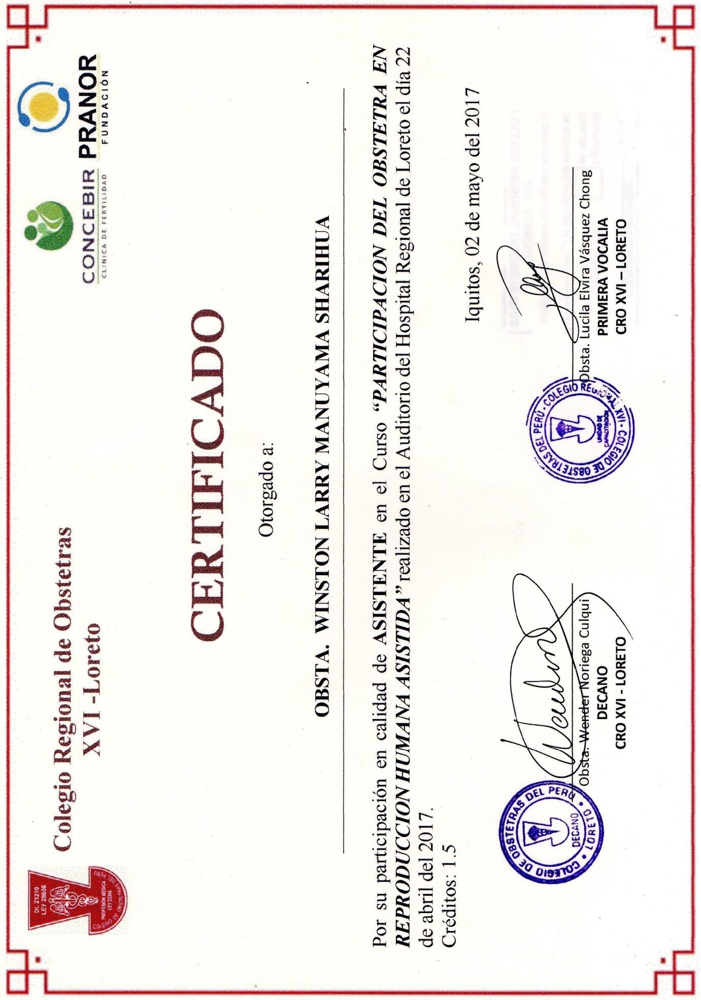 DL 21210
LEY 28686
PROFESIÓN MÉDICA
LEY 23346
COLEGIO DE OBSTETRAS DEL PERU
Colegio Regional de Obstetras
XVI -Loreto
CONCEBIR
CLINICA DE FERTILIDAD
PRANOR
FUNDACIÓN
CERTIFICADO
Otorgado a:
OBSTA. WINSTON LARRY MANUYAMA SHARIHUA
Por su participación en calidad de ASISTENTE en el Curso “PARTICIPACION DEL OBSTETRA EN
REPRODUCCION HUMANA ASISTIDA” realizado en el Auditorio del Hospital Regional de Loreto el día 22
de abril del 2017.
Créditos: 1.5
Iquitos, 02 de mayo del 2017
COLEGIO DE OBSTETRAS DEL PERU • LORETO •
DECANO
Obsta. Wender Noriega Culqui
DECANO
CRO XVI - LORETO
COLEGIO DE OBSTETRAS DEL PERÚ • COLEGIO REGIONAL XVI •
UNIDAD DE
CAPACITACIÓN
Obsta. Lucila Elvira Vásquez Chong
PRIMERA VOCALIA
CRO XVI – LORETO